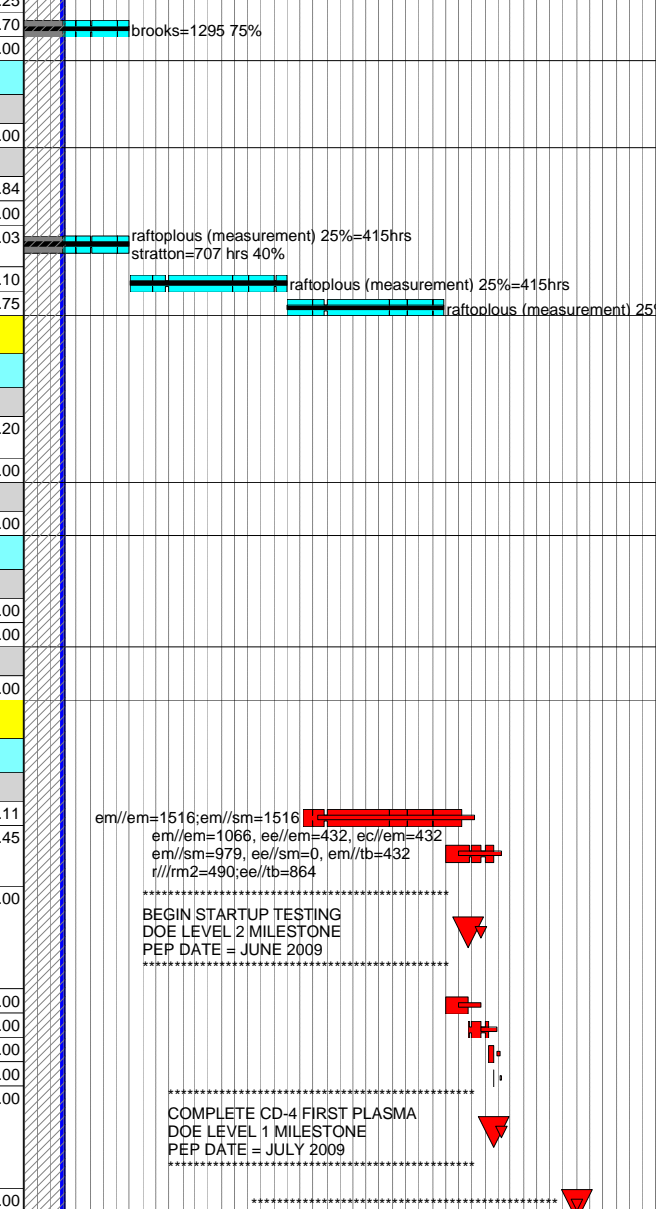 .25
.70
brooks=1295 75%
.00
.00
.84
.00
.03
raftoplous (measurement) 25%=415hrs
stratton=707 hrs 40%
.10
raftoplous (measurement) 25%=415hrs
.75
raftoplous (measurement) 25%
.20
.00
.00
.00
.00
.00
.11
em//em=1516;em//sm=1516
.45
em//em=1066, ee//em=432, ec//em=432
em//sm=979, ee//sm=0, em//tb=432
r///rm2=490;ee//tb=864
.00
************************************************
BEGIN STARTUP TESTING
DOE LEVEL 2 MILESTONE
PEP DATE = JUNE 2009
************************************************
.00
.00
.00
.00
.00
************************************************
COMPLETE CD-4 FIRST PLASMA
DOE LEVEL 1 MILESTONE
PEP DATE = JULY 2009
************************************************
.00
************************************************